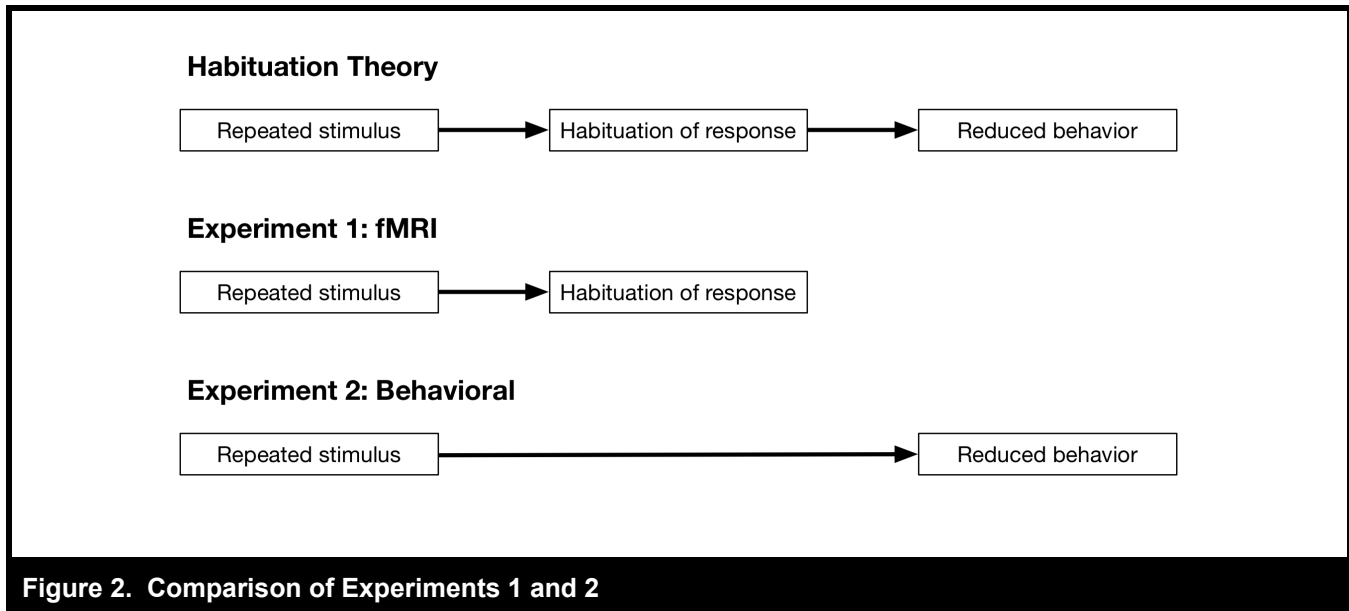 Habituation Theory
Repeated stimulus
Habituation of response
Reduced behavior
Experiment 1: fMRI
Repeated stimulus
Habituation of response
Experiment 2: Behavioral
Repeated stimulus
Reduced behavior
Figure 2. Comparison of Experiments 1 and 2